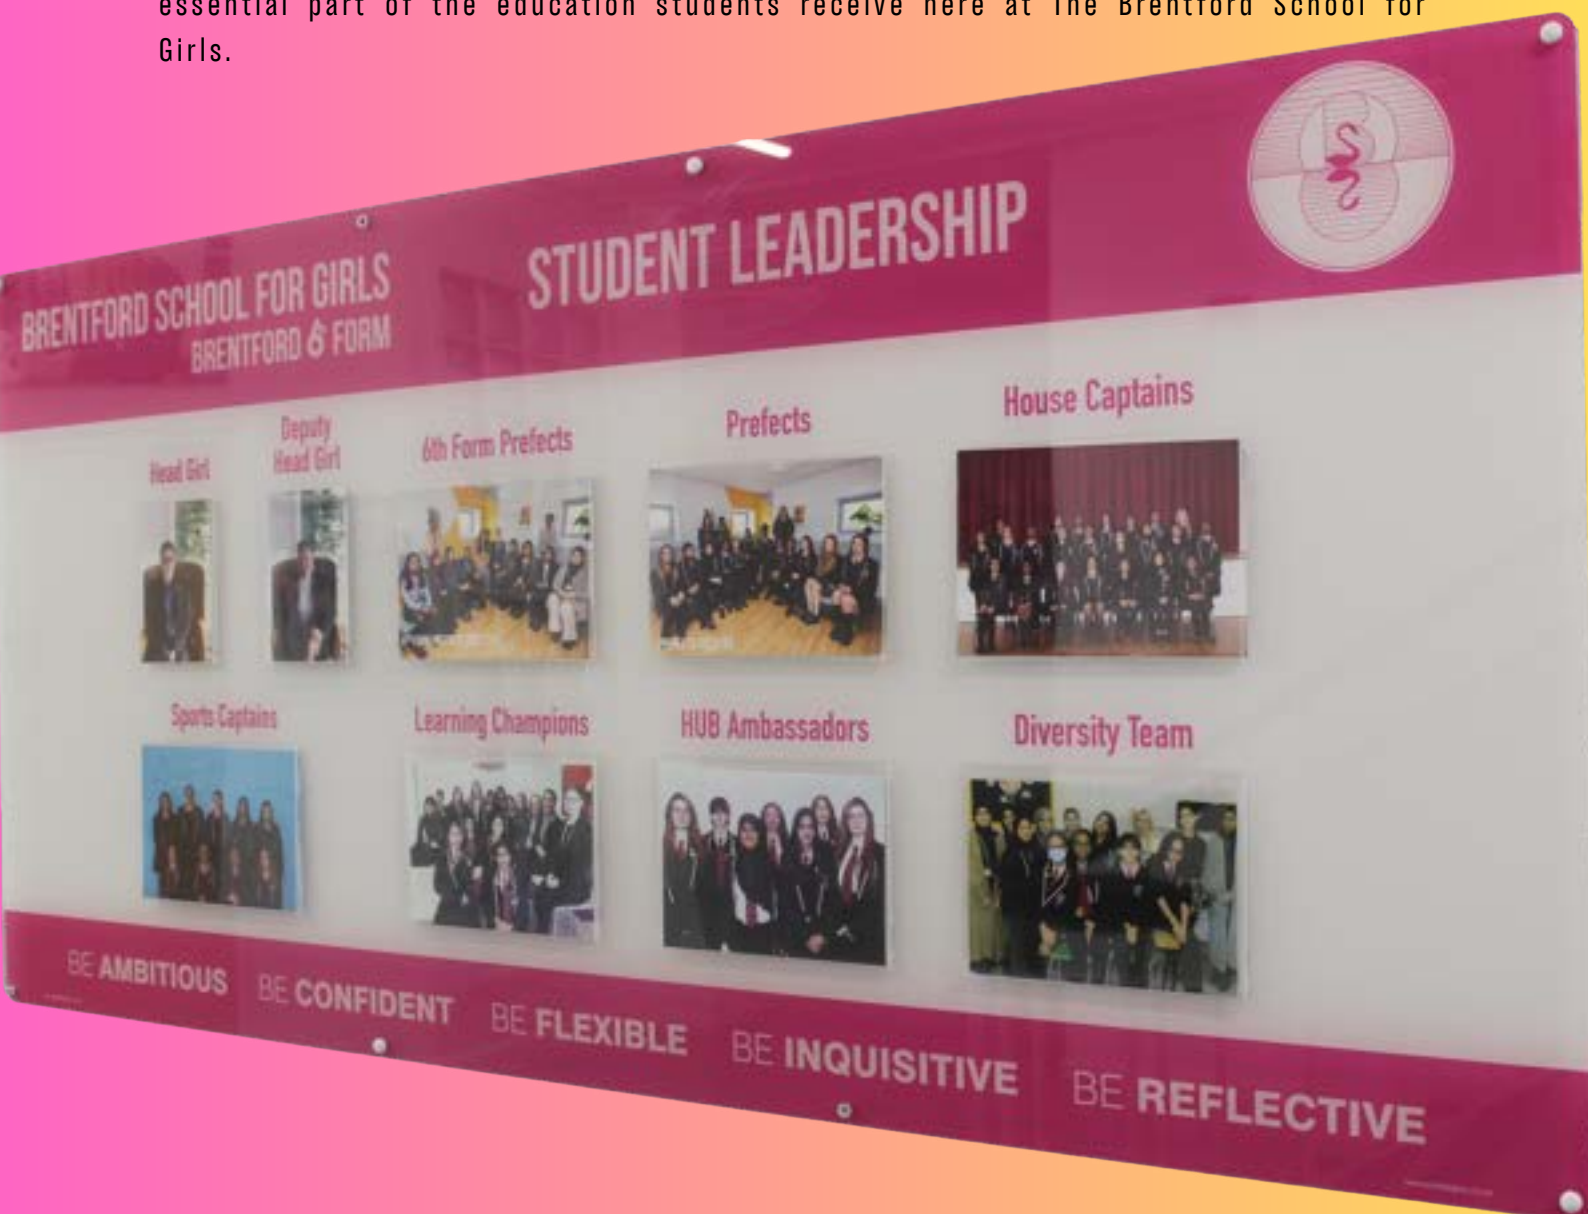 essential part of the education students receive here at The Brentford School for
Girls.
BRENTFORD SCHOOL FOR GIRLS
BRENTFORD 6 FORM
STUDENT LEADERSHIP
Head Girl
Deputy
Head Girl
6th Form Prefects
Prefects
House Captains
Sports Captains
Learning Champions
HUB Ambassadors
Diversity Team
BE AMBITIOUS BE CONFIDENT BE FLEXIBLE BE INQUISITIVE BE REFLECTIVE